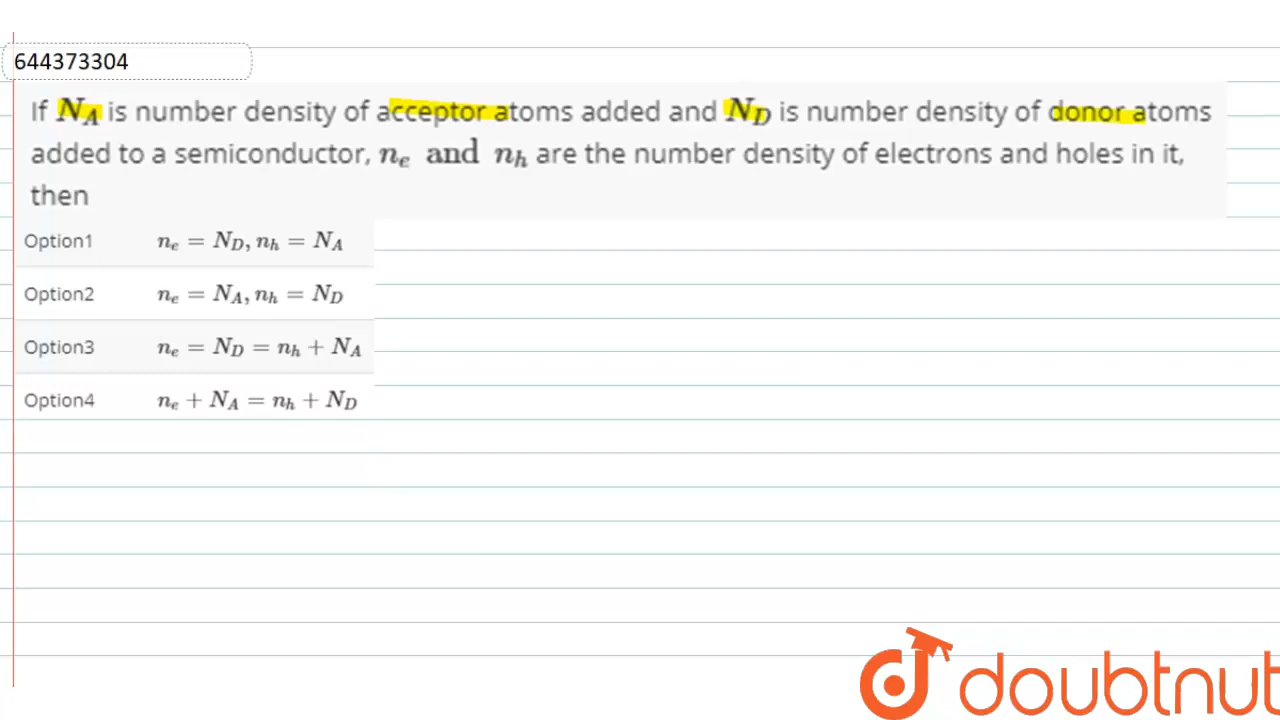 644373304
If N_A is number density of acceptor atoms added and N_D is number density of donor atoms
added to a semiconductor, n_e and n_h are the number density of electrons and holes in it,
then
Option1 n_e = N_D, n_h = N_A
Option2 n_e = N_A, n_h = N_D
Option3 n_e = N_D = n_h + N_A
Option4 n_e + N_A = n_h + N_D
doubtnut